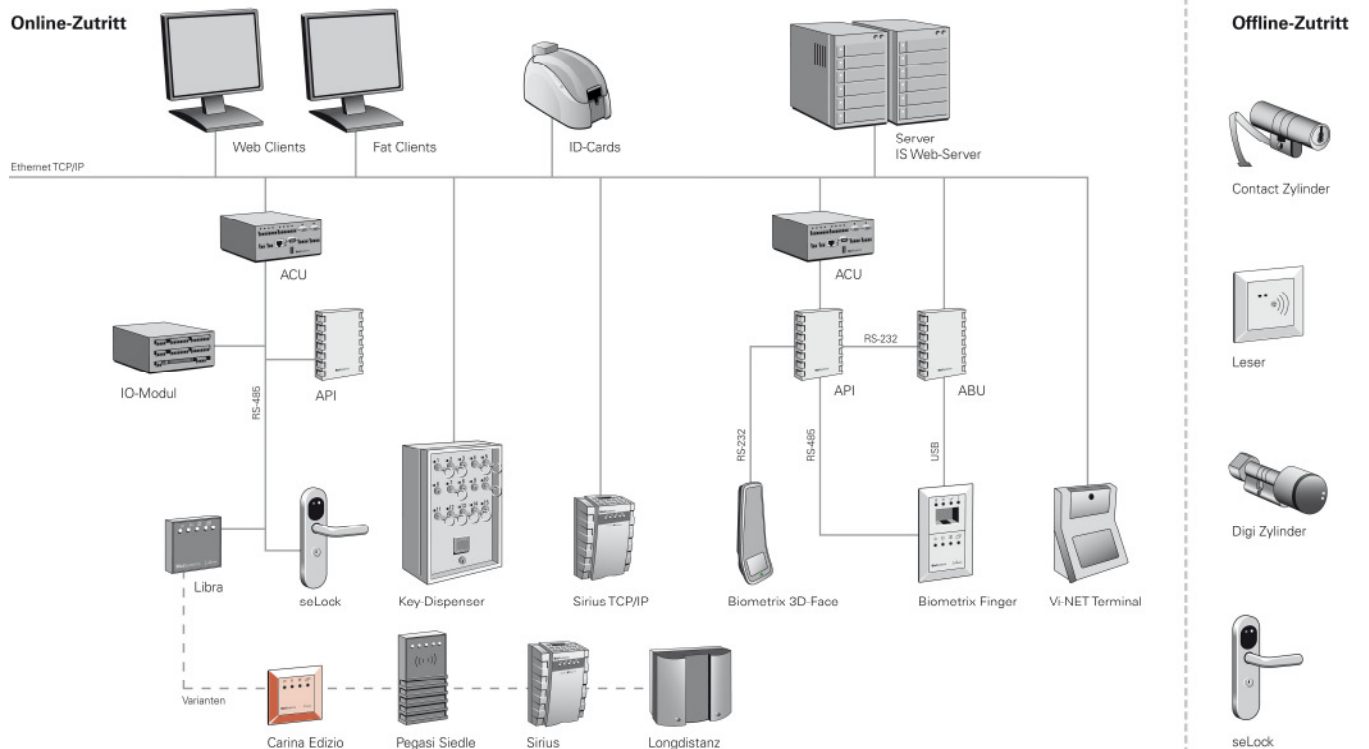 Online-Zutritt
Offline-Zutritt
Web Clients
Fat Clients
ID-Cards
Server
IS Web-Server
Ethernet TCP/IP
Contact Zylinder
ACU
ACU
RS-232
IO-Modul
API
API
ABU
Leser
RS-485
RS-232
RS-485
USB
Libra
seLock
Key-Dispenser
Sirius TCP/IP
Biometrix 3D-Face
Biometrix Finger
Vi-NET Terminal
Digi Zylinder
Varianten
Carina Edizio
Pegasi Siedle
Sirius
Longdistanz
seLock